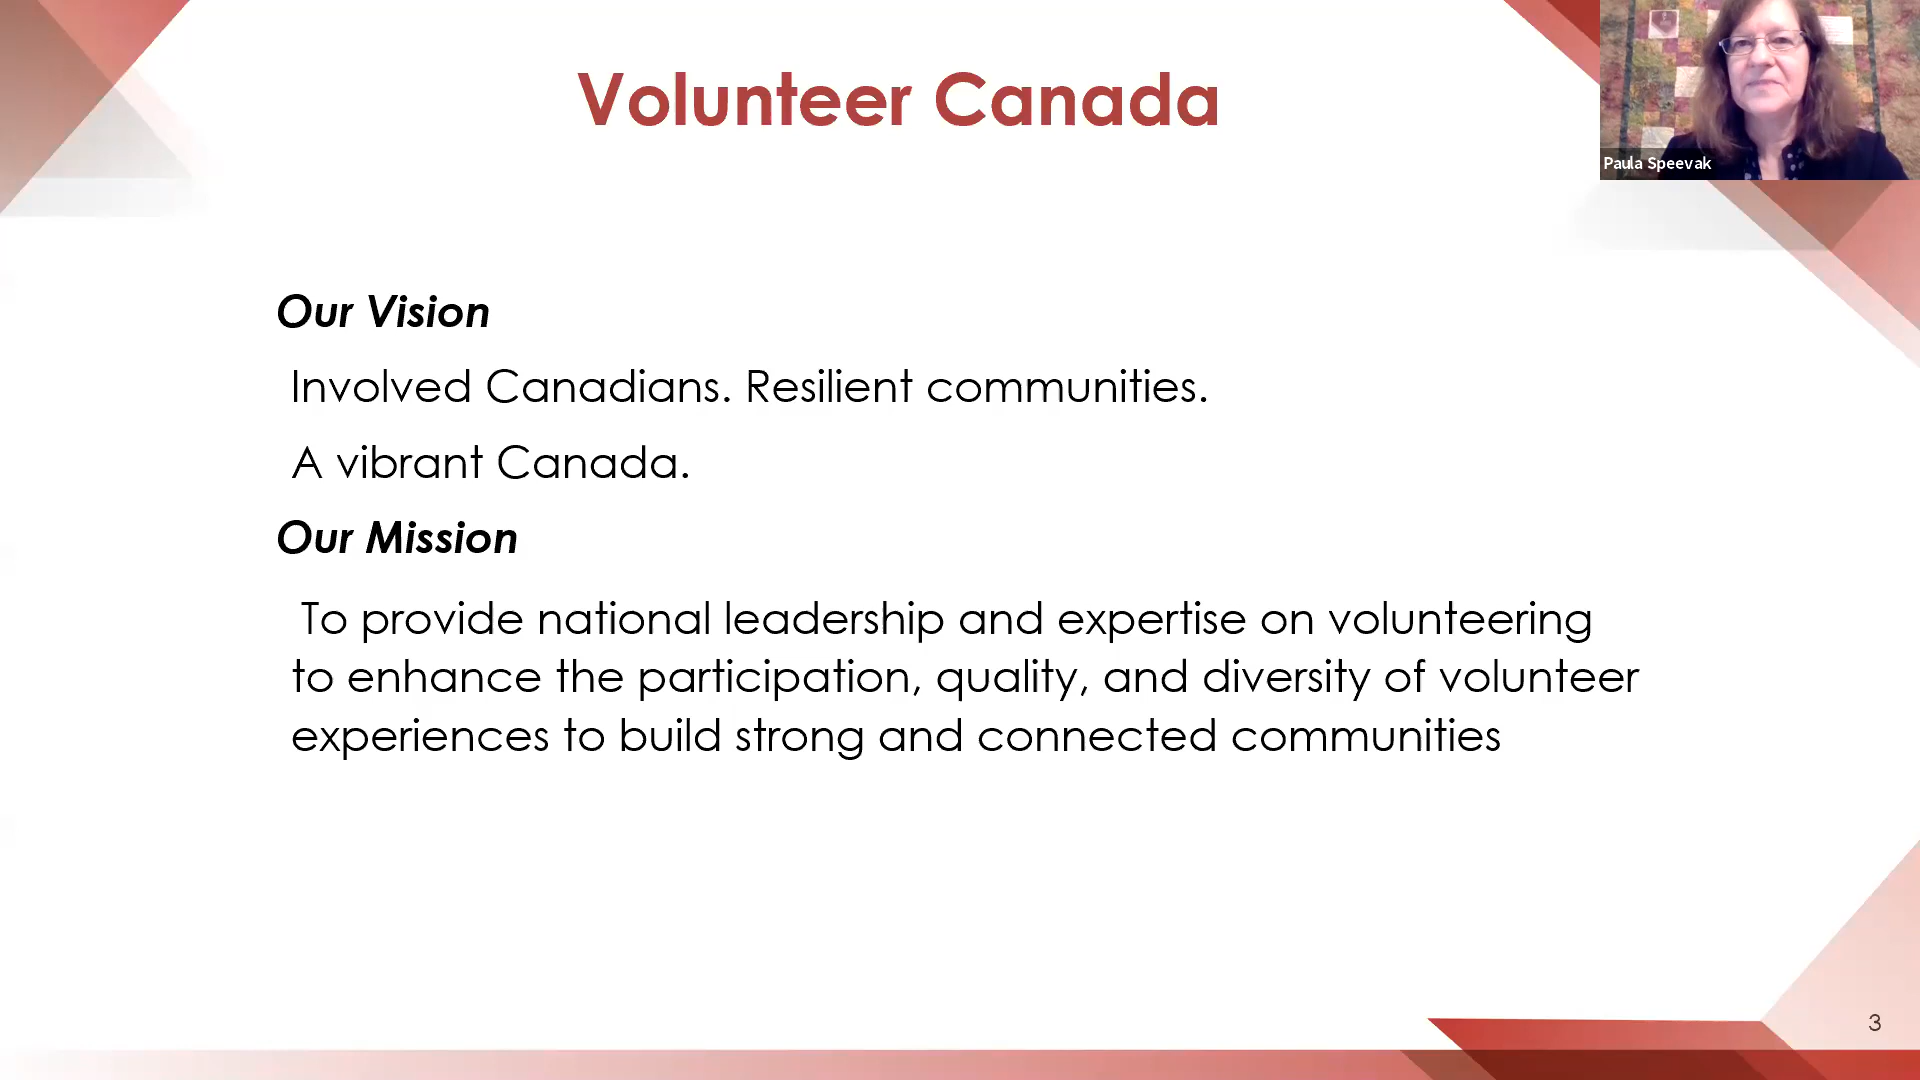 Volunteer Canada
Paula Speevak
Our Vision
Involved Canadians. Resilient communities.
A vibrant Canada.
Our Mission
To provide national leadership and expertise on volunteering
to enhance the participation, quality, and diversity of volunteer
experiences to build strong and connected communities
3